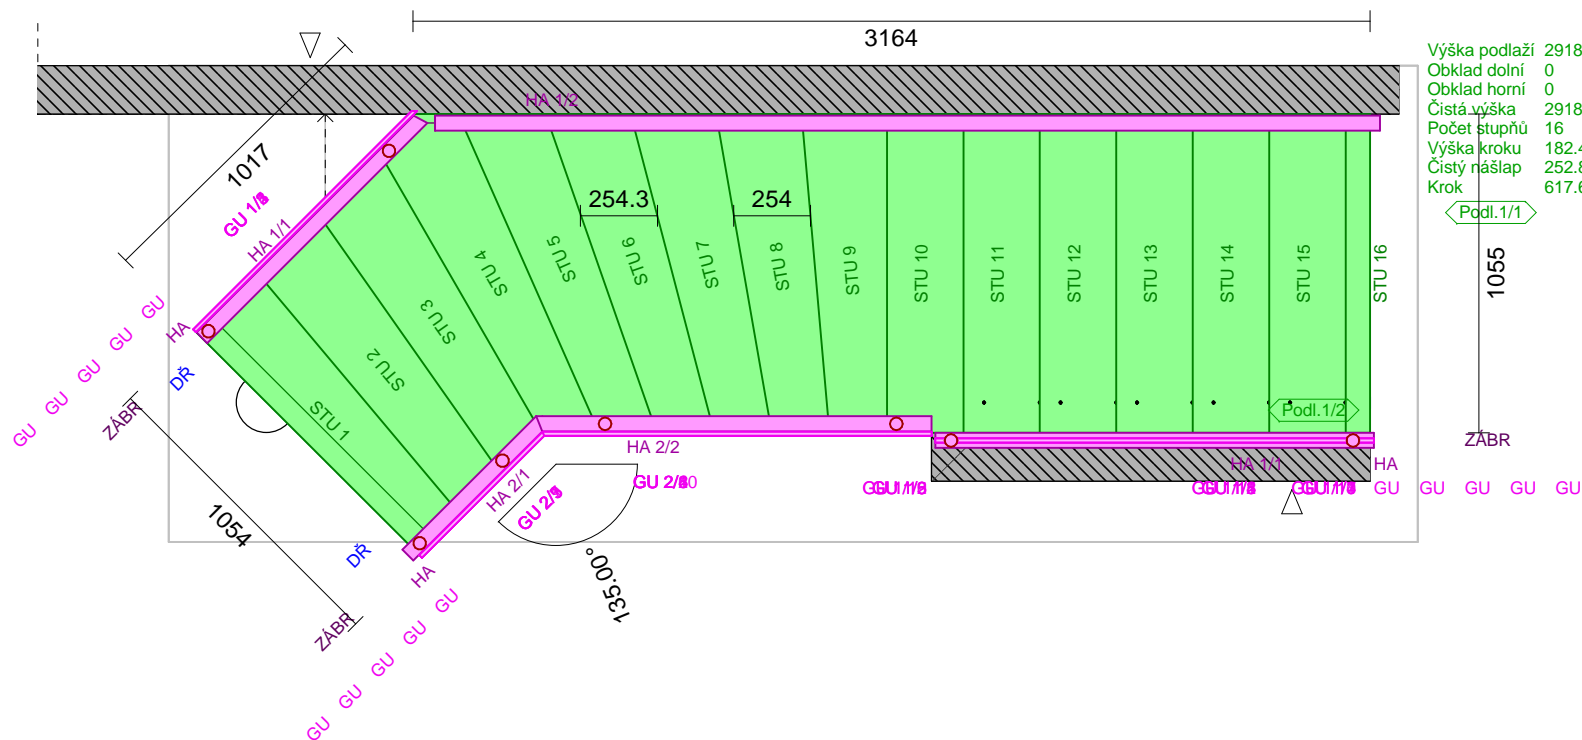 3164
Výška podlaží 2918
Obklad dolní 0
Obklad horní 0
Čistá výška 2918
Počet stupňů 16
Výška kroku 182.4
Čistý nášlap 252.8
Krok 617.6
Podl.1/1
HA 1/2
1017
HA 1/1
254.3
254
1055
STU 1
STU 2
STU 3
STU 4
STU 5
STU 6
STU 7
STU 8
STU 9
STU 10
STU 11
STU 12
STU 13
STU 14
STU 15
STU 16
GU GU GU GU GU
HA
DŘ
ZÁBR
Podl.1/2
ZÁBR
HA 2/2
HA 2/1
HA 1/1
HA
GU GU GU GU GU
1054
135.00°
DŘ
HA
ZÁBR
GU GU GU GU GU